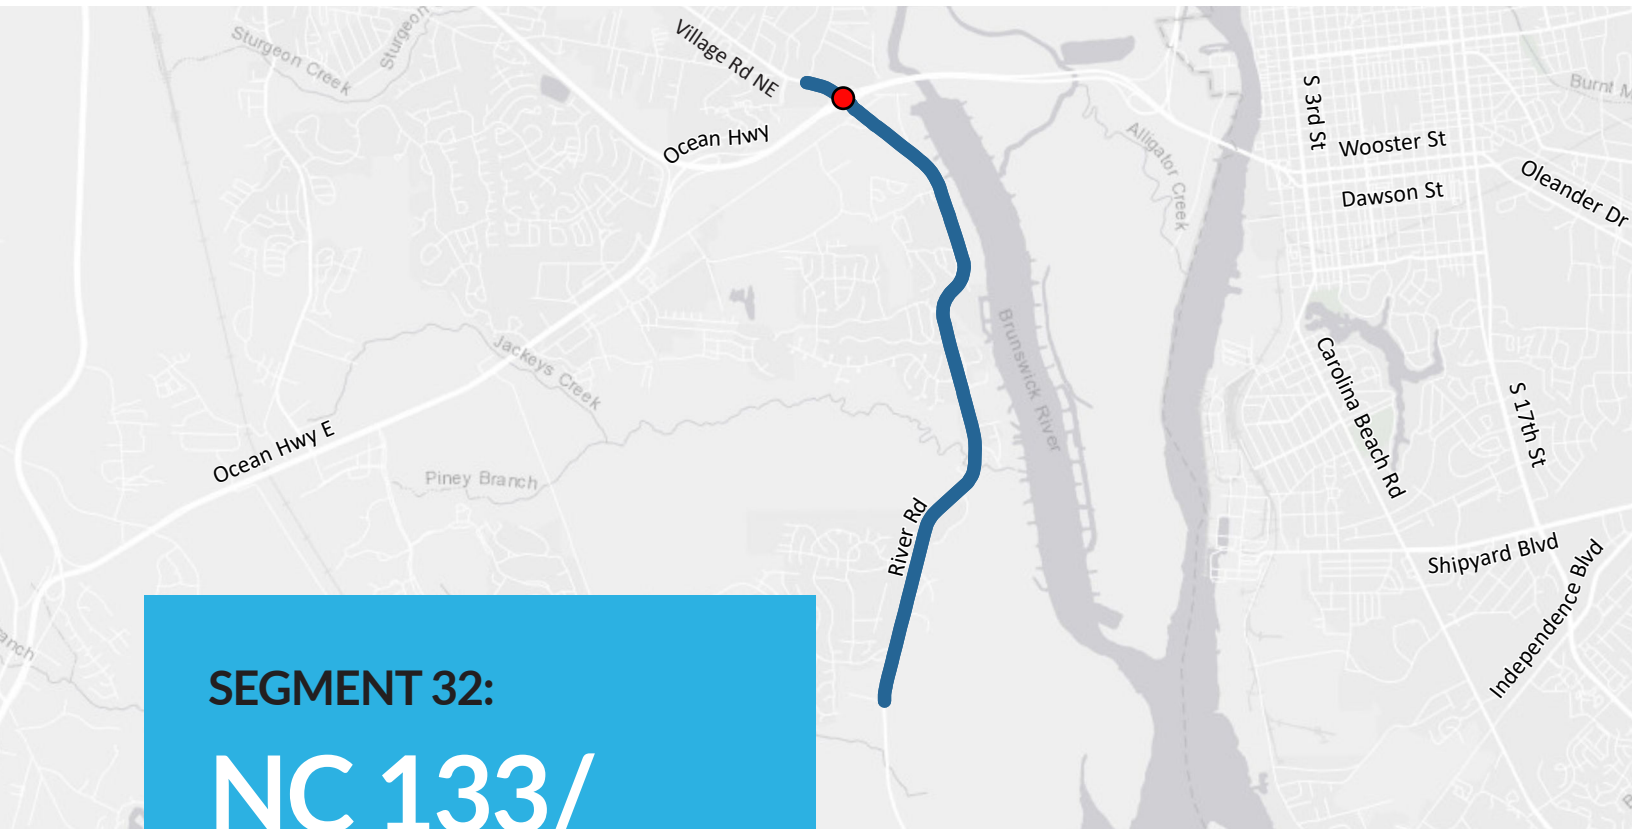 Sturgeon Creek
Sturgeon
Village Rd NE
Ocean Hwy
S 3rd St
Wooster St
Dawson St
Burnt M
Oleander Dr
Alligator Creek
Brunswick River
Jackeys Creek
Carolina Beach Rd
S 17th St
Ocean Hwy E
Piney Branch
River Rd
Shipyard Blvd
Independence Blvd
anch
SEGMENT 32:
NC 133/